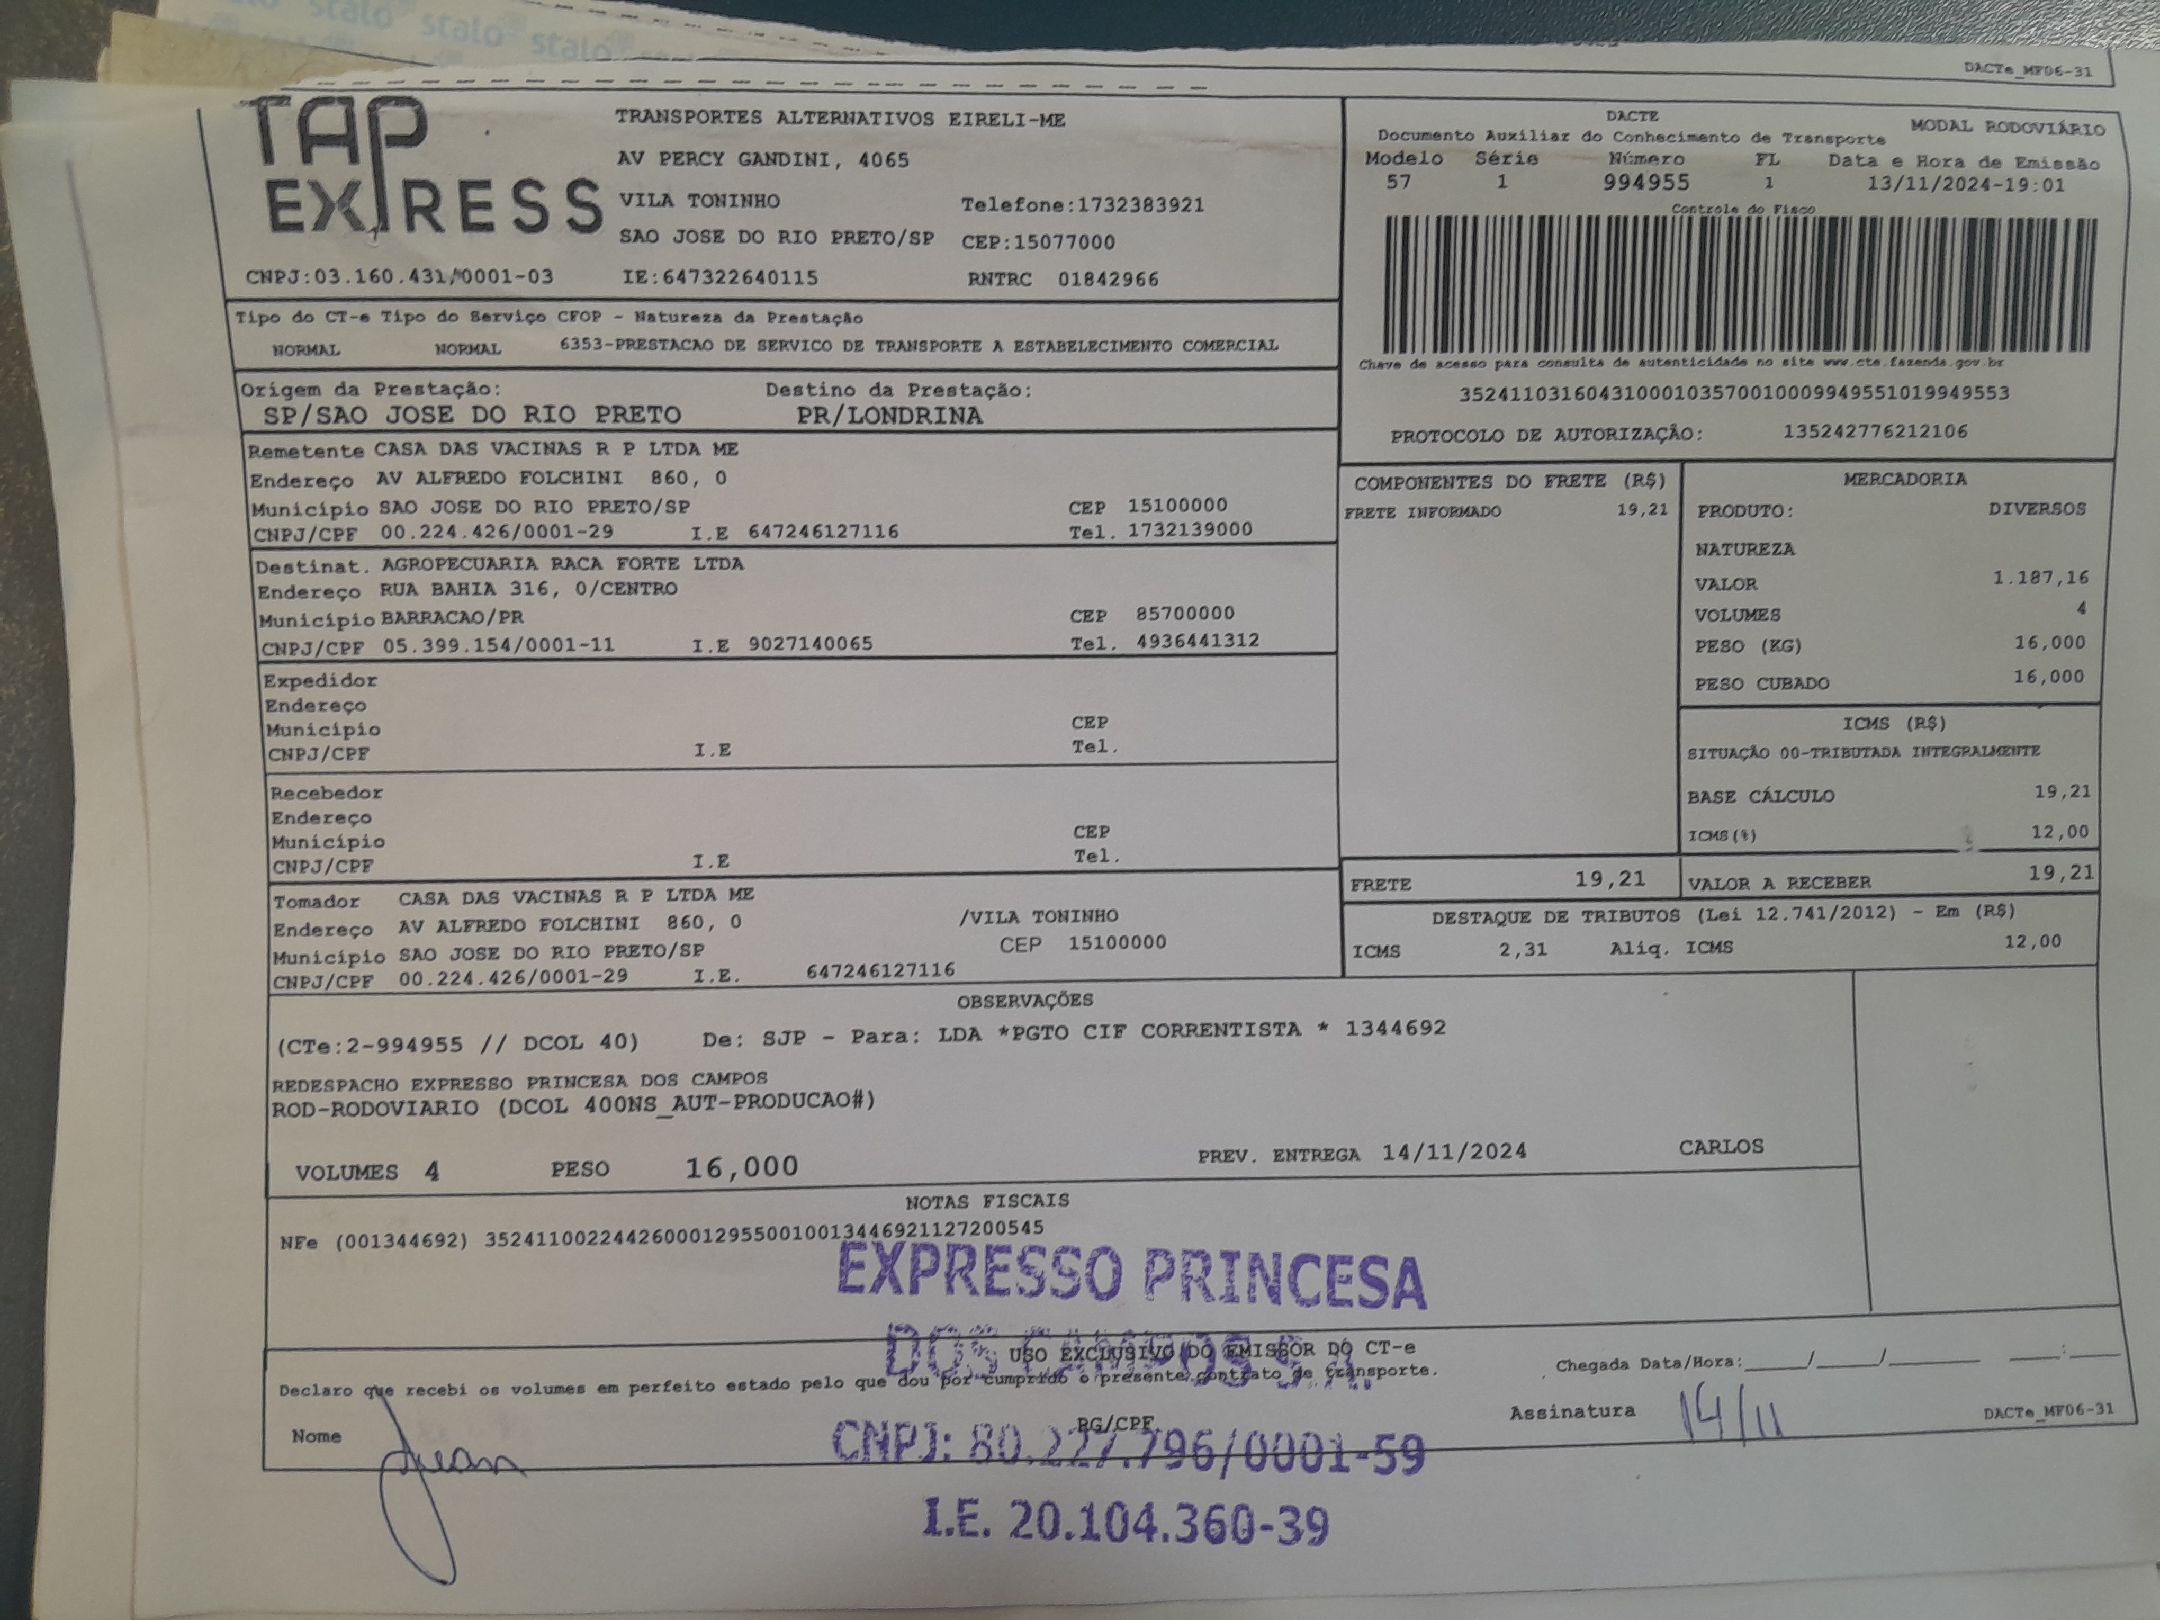 stalo stalo stalo
DACTe_MF06-31
TAP
EXPRESS
TRANSPORTES ALTERNATIVOS EIRELI-ME
AV PERCY GANDINI, 4065
VILA TONINHO Telefone:1732383921
SAO JOSE DO RIO PRETO/SP CEP:15077000
CNPJ:03.160.431/0001-03 IE:647322640115 RNTRC 01842966
DACTE
Documento Auxiliar do Conhecimento de Transporte MODAL RODOVIÁRIO
Modelo Série Número FL Data e Hora de Emissão
57 1 994955 1 13/11/2024-19:01
Controle do Fisco
Chave de acesso para consulta de autenticidade no site www.cte.fazenda.gov.br
35241103160431000103570010009949551019949553
PROTOCOLO DE AUTORIZAÇÃO: 135242776212106
Tipo do CT-e Tipo do Serviço CFOP - Natureza da Prestação
NORMAL NORMAL 6353-PRESTACAO DE SERVICO DE TRANSPORTE A ESTABELECIMENTO COMERCIAL
Origem da Prestação: Destino da Prestação:
SP/SAO JOSE DO RIO PRETO PR/LONDRINA
Remetente CASA DAS VACINAS R P LTDA ME
Endereço AV ALFREDO FOLCHINI 860, 0
Município SAO JOSE DO RIO PRETO/SP CEP 15100000
CNPJ/CPF 00.224.426/0001-29 I.E 647246127116 Tel. 1732139000
Destinat. AGROPECUARIA RACA FORTE LTDA
Endereço RUA BAHIA 316, 0/CENTRO
Município BARRACAO/PR CEP 85700000
CNPJ/CPF 05.399.154/0001-11 I.E 9027140065 Tel. 4936441312
Expedidor
Endereço
Município CEP
CNPJ/CPF I.E Tel.
Recebedor
Endereço
Município CEP
CNPJ/CPF I.E Tel.
Tomador CASA DAS VACINAS R P LTDA ME
Endereço AV ALFREDO FOLCHINI 860, 0 /VILA TONINHO
Município SAO JOSE DO RIO PRETO/SP CEP 15100000
CNPJ/CPF 00.224.426/0001-29 I.E. 647246127116
COMPONENTES DO FRETE (R$)
FRETE INFORMADO 19,21
MERCADORIA
PRODUTO: DIVERSOS
NATUREZA
VALOR 1.187,16
VOLUMES 4
PESO (KG) 16,000
PESO CUBADO 16,000
ICMS (R$)
SITUAÇÃO 00-TRIBUTADA INTEGRALMENTE
BASE CÁLCULO 19,21
ICMS(%) 12,00
FRETE 19,21 VALOR A RECEBER 19,21
DESTAQUE DE TRIBUTOS (Lei 12.741/2012) - Em (R$)
ICMS 2,31 Aliq. ICMS 12,00
OBSERVAÇÕES
(CTe:2-994955 // DCOL 40) De: SJP - Para: LDA *PGTO CIF CORRENTISTA * 1344692
REDESPACHO EXPRESSO PRINCESA DOS CAMPOS
ROD-RODOVIARIO (DCOL 400NS_AUT-PRODUCAO#)
VOLUMES 4 PESO 16,000 PREV. ENTREGA 14/11/2024 CARLOS
NOTAS FISCAIS
NFe (001344692) 35241100224426000129550010013446921127200545
EXPRESSO PRINCESA
DOS CAMPOS S.A.
USO EXCLUSIVO DO EMISSOR DO CT-e
Chegada Data/Hora:_____/_____/_______ ____:____
Declaro que recebi os volumes em perfeito estado pelo que dou por cumprido o presente contrato de transporte.
Nome RG/CPF Assinatura 14/11
DACTe_MF06-31
CNPJ: 80.227.796/0001-59
I.E. 20.104.360-39